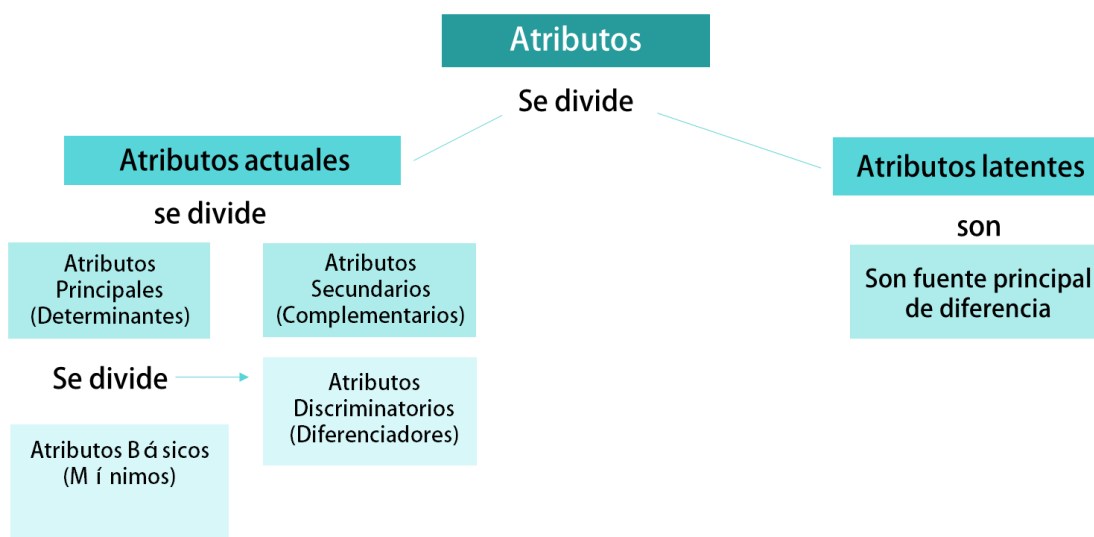 Atributos
Se divide
Atributos actuales
Atributos latentes
se divide
son
Atributos
Principales
(Determinantes)
Atributos
Secundarios
(Complementarios)
Son fuente principal
de diferencia
Se divide
Atributos
Discriminatorios
(Diferenciadores)
Atributos B á sicos
(M í nimos)